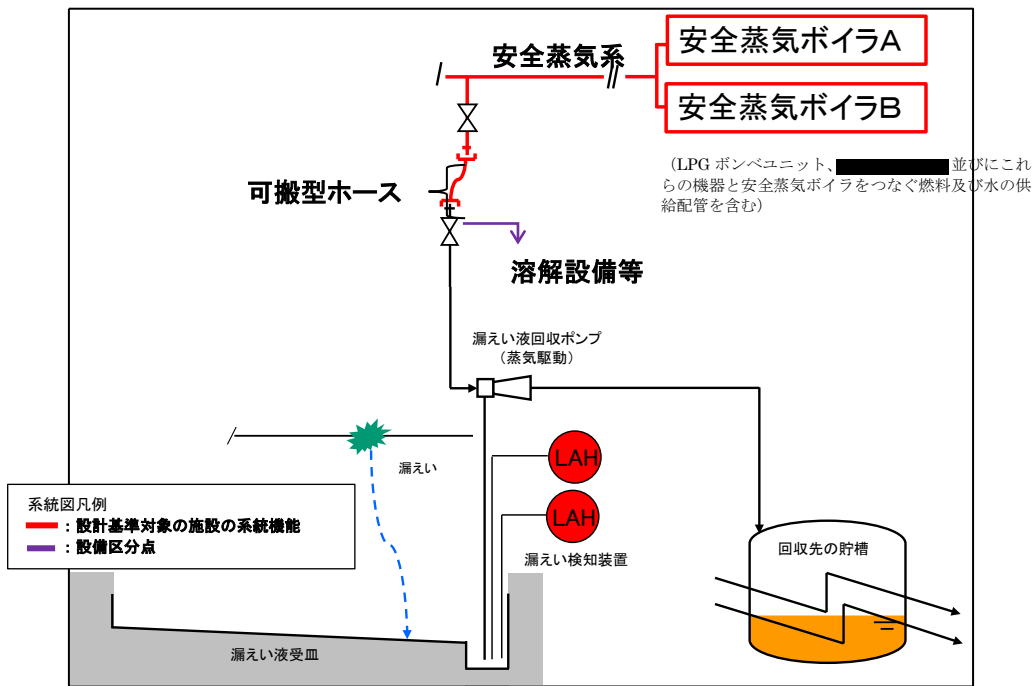 安全蒸気系
安全蒸気ボイラA
安全蒸気ボイラB
（LPG ボンベユニット、
並びにこれ
らの機器と安全蒸気ボイラをつなぐ燃料及び水の供
給配管を含む）
可搬型ホース
溶解設備等
漏えい液回収ポンプ
（蒸気駆動）
漏えい
LAH
LAH
漏えい検知装置
系統図凡例
：設計基準対象の施設の系統機能
：設備区分点
回収先の貯槽
漏えい液受皿